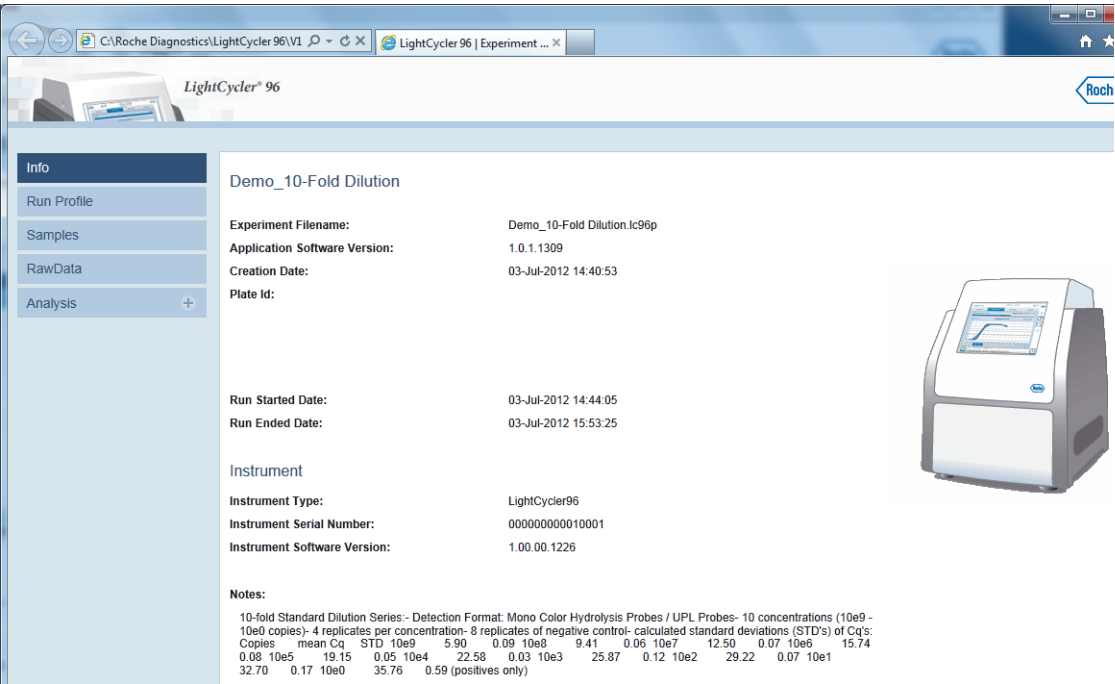 C:\Roche Diagnostics\LightCycler 96\V1
LightCycler 96 | Experiment ...
LightCycler® 96
Info
Run Profile
Samples
RawData
Analysis
Demo_10-Fold Dilution
Experiment Filename: Demo_10-Fold Dilution.lc96p
Application Software Version: 1.0.1.1309
Creation Date: 03-Jul-2012 14:40:53
Plate Id:
Run Started Date: 03-Jul-2012 14:44:05
Run Ended Date: 03-Jul-2012 15:53:25
Instrument
Instrument Type: LightCycler96
Instrument Serial Number: 000000000010001
Instrument Software Version: 1.00.00.1226
Notes:
10-fold Standard Dilution Series:- Detection Format: Mono Color Hydrolysis Probes / UPL Probes- 10 concentrations (10e9 -
10e0 copies)- 4 replicates per concentration- 8 replicates of negative control- calculated standard deviations (STD's) of Cq's:
Copies mean Cq STD 10e9 5.90 0.09 10e8 9.41 0.06 10e7 12.50 0.07 10e6 15.74
0.08 10e5 19.15 0.05 10e4 22.58 0.03 10e3 25.87 0.12 10e2 29.22 0.07 10e1
32.70 0.17 10e0 35.76 0.59 (positives only)